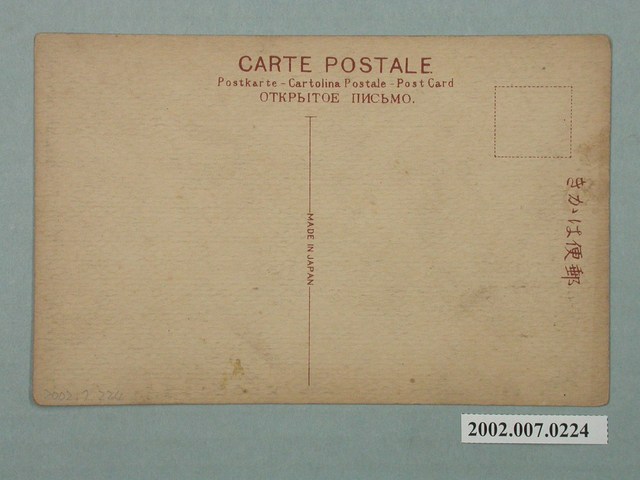 CARTE POSTALE.
Postkarte - Cartolina Postale - Post Card
ОТКРЫТОЕ ПИСЬМО.
MADE IN JAPAN
きがは便郵
2002.007.0224